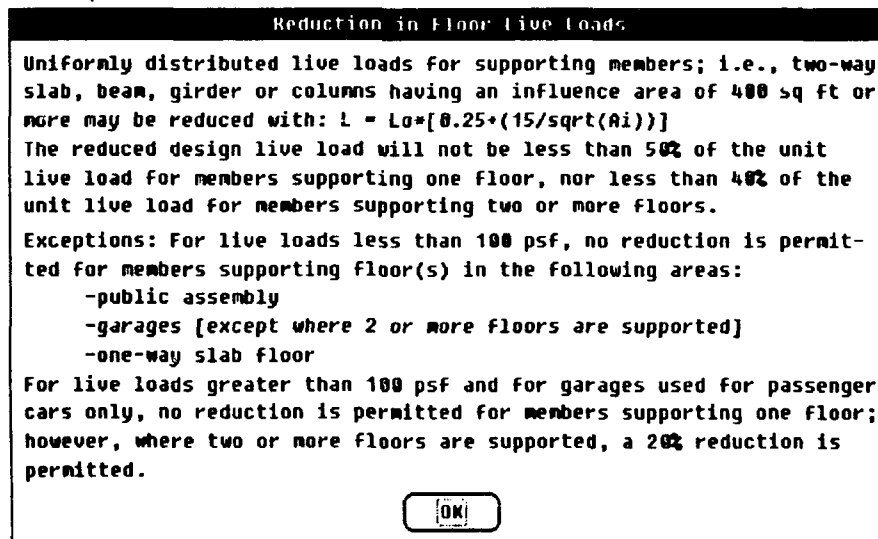 Reduction in Floor Live Loads
Uniformly distributed live loads for supporting members; i.e., two-way
slab, beam, girder or columns having an influence area of 400 sq ft or
more may be reduced with: L = Lo*[0.25+(15/sqrt(Ai))]
The reduced design live load will not be less than 50% of the unit
live load for members supporting one floor, nor less than 40% of the
unit live load for members supporting two or more floors.
Exceptions: For live loads less than 100 psf, no reduction is permit-
ted for members supporting floor(s) in the following areas:
-public assembly
-garages [except where 2 or more floors are supported]
-one-way slab floor
For live loads greater than 100 psf and for garages used for passenger
cars only, no reduction is permitted for members supporting one floor;
however, where two or more floors are supported, a 20% reduction is
permitted.
OK